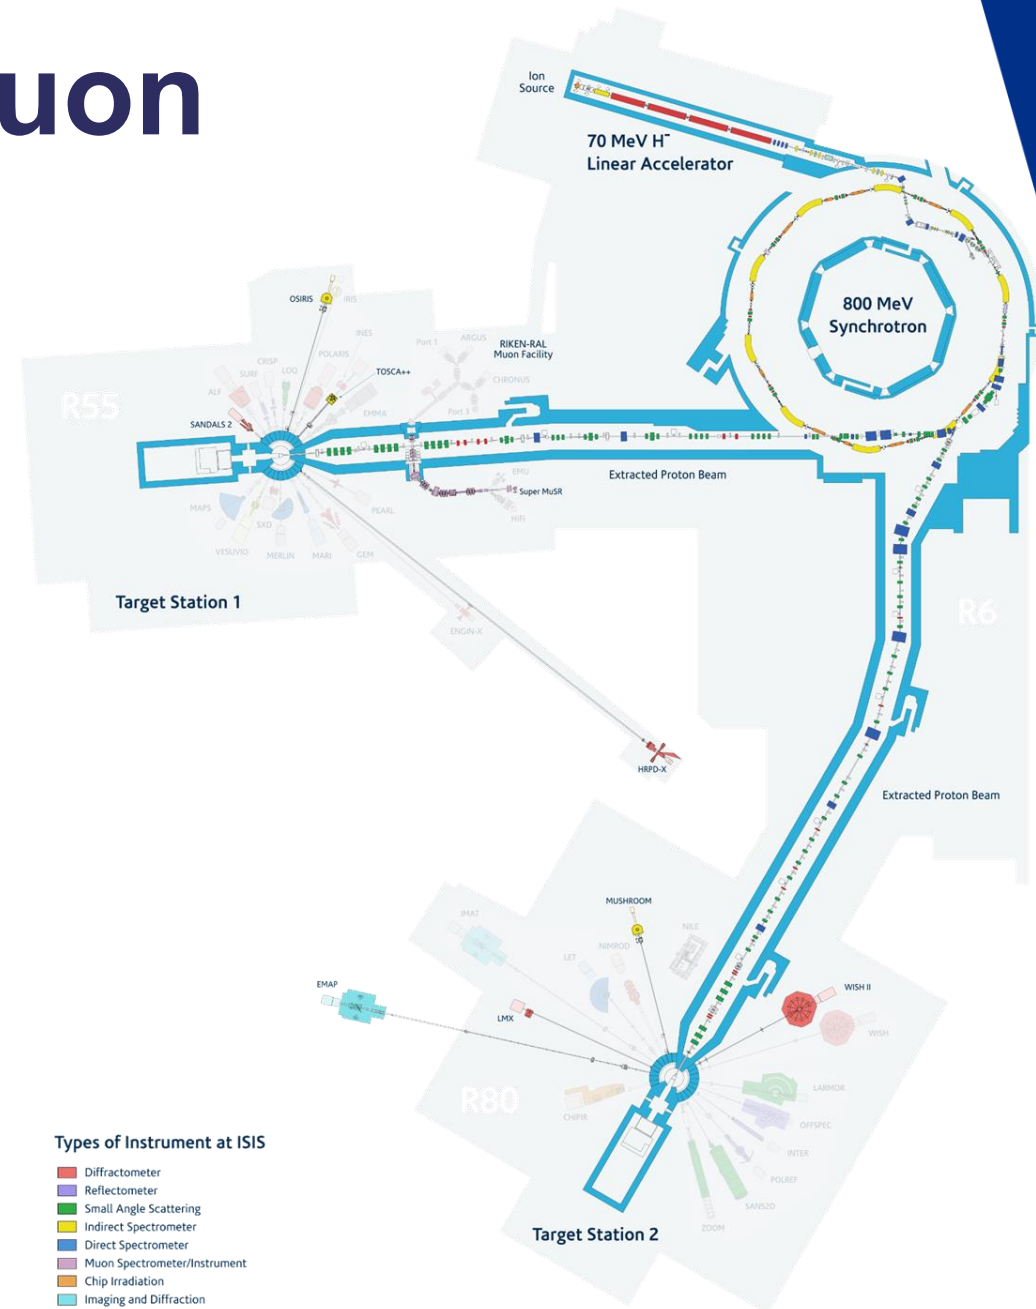 uon
Ion
Source
70 MeV H⁻
Linear Accelerator
800 MeV
Synchrotron
OSIRIS
IRIS
INES
POLARIS
CRISP
LOQ
SURF
ALF
TOSCA++
EMMA
SANDALS 2
Port 1
ARGUS
RIKEN-RAL
Muon Facility
CHRONUS
Port 3
R55
EMU
Super MuSR
HiFi
Extracted Proton Beam
MAPS
VESUVIO
SXD
MERLIN
MARI
GEM
PEARL
Target Station 1
ENGIN-X
HRPD-X
R6
Extracted Proton Beam
MUSHROOM
IMAT
NIMROD
NILE
LET
EMAP
LMX
WISH II
WISH
R80
CHIPIR
LARMOR
OFFSPEC
INTER
POLREF
SANS2D
ZOOM
Target Station 2
Types of Instrument at ISIS
Diffractometer
Reflectometer
Small Angle Scattering
Indirect Spectrometer
Direct Spectrometer
Muon Spectrometer/Instrument
Chip Irradiation
Imaging and Diffraction